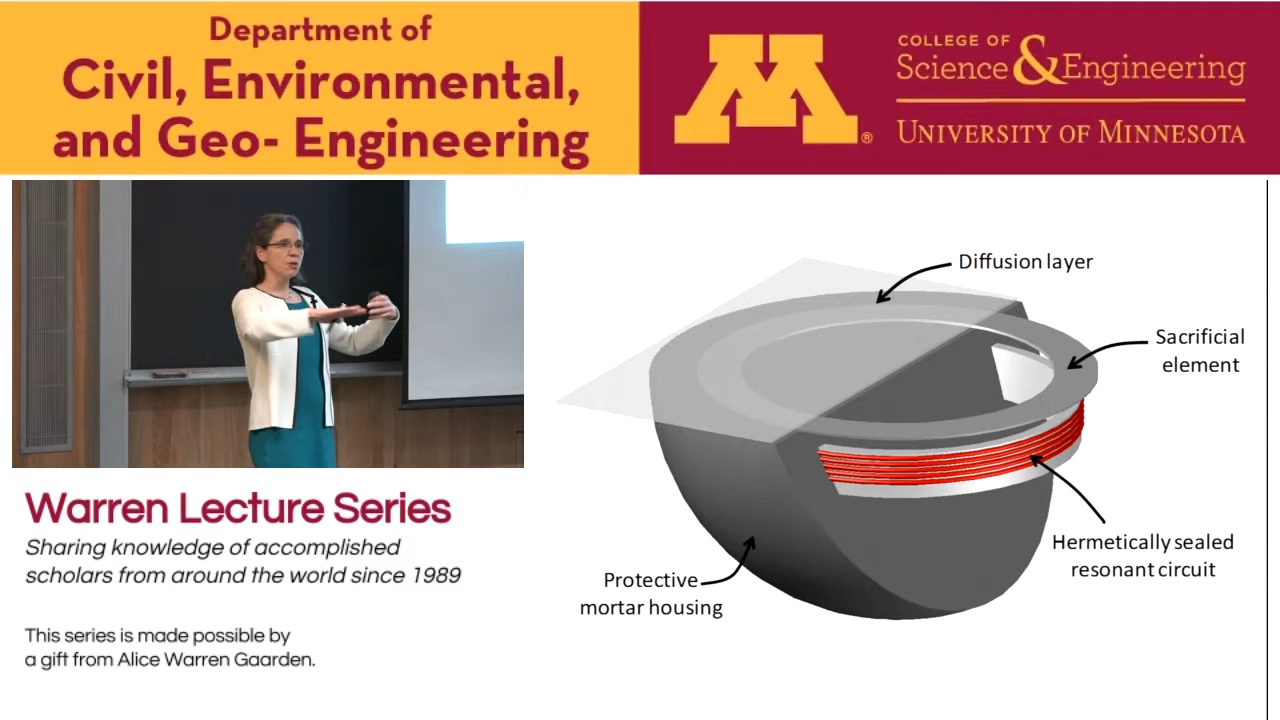 Department of
Civil, Environmental,
and Geo- Engineering
M®
COLLEGE OF
Science & Engineering
UNIVERSITY OF MINNESOTA
Warren Lecture Series
Sharing knowledge of accomplished
scholars from around the world since 1989
This series is made possible by
a gift from Alice Warren Gaarden.
Diffusion layer
Sacrificial
element
Hermetically sealed
resonant circuit
Protective
mortar housing